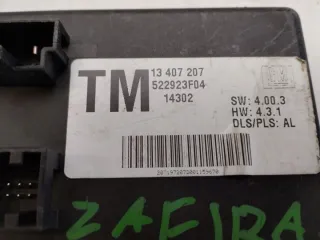 TM
13 407 207
522923F04
14302
SW: 4.00.3
HW: 4.3.1
DLS/PLS: AL
ZAFIRA